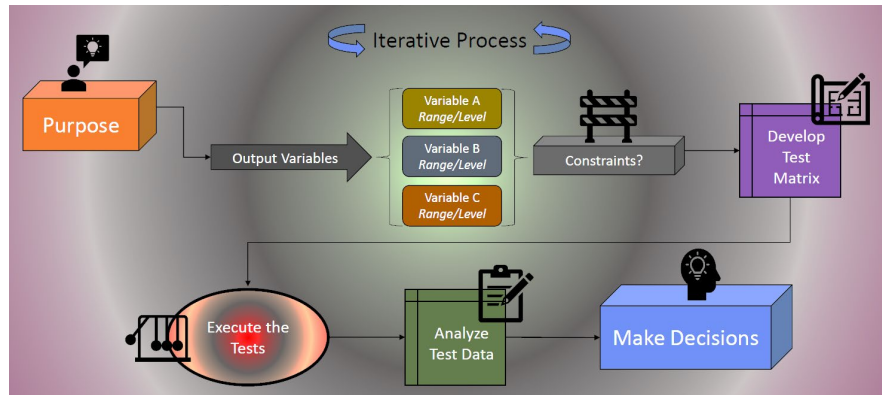 Iterative Process
Purpose
Output Variables
Variable A
Range/Level
Variable B
Range/Level
Variable C
Range/Level
Constraints?
Develop
Test
Matrix
Execute the
Tests
Analyze
Test Data
Make Decisions